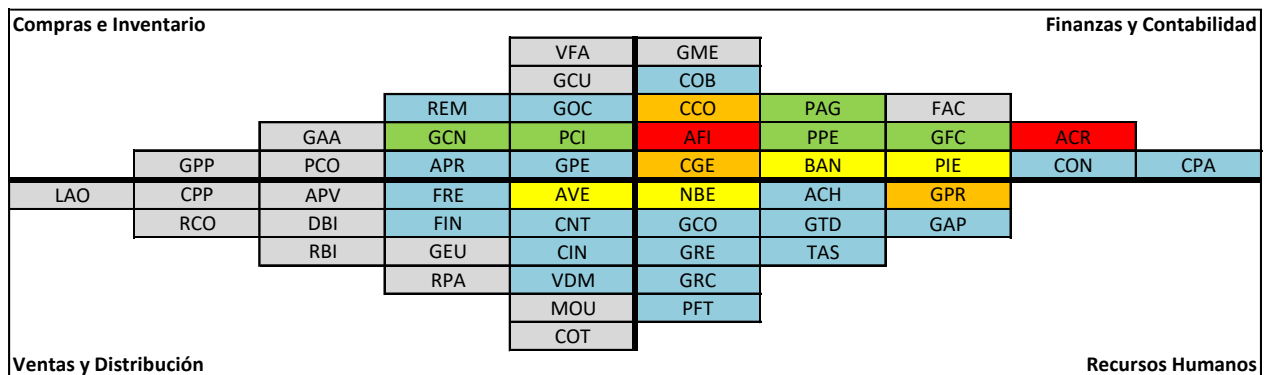 Compras e Inventario Finanzas y Contabilidad
VFA GME
GCU COB
REM GOC CCO PAG FAC
GAA GCN PCI AFI PPE GFC ACR
GPP PCO APR GPE CGE BAN PIE CON CPA
LAO CPP APV FRE AVE NBE ACH GPR
RCO DBI FIN CNT GCO GTD GAP
RBI GEU CIN GRE TAS
RPA VDM GRC
MOU PFT
COT
Ventas y Distribución Recursos Humanos